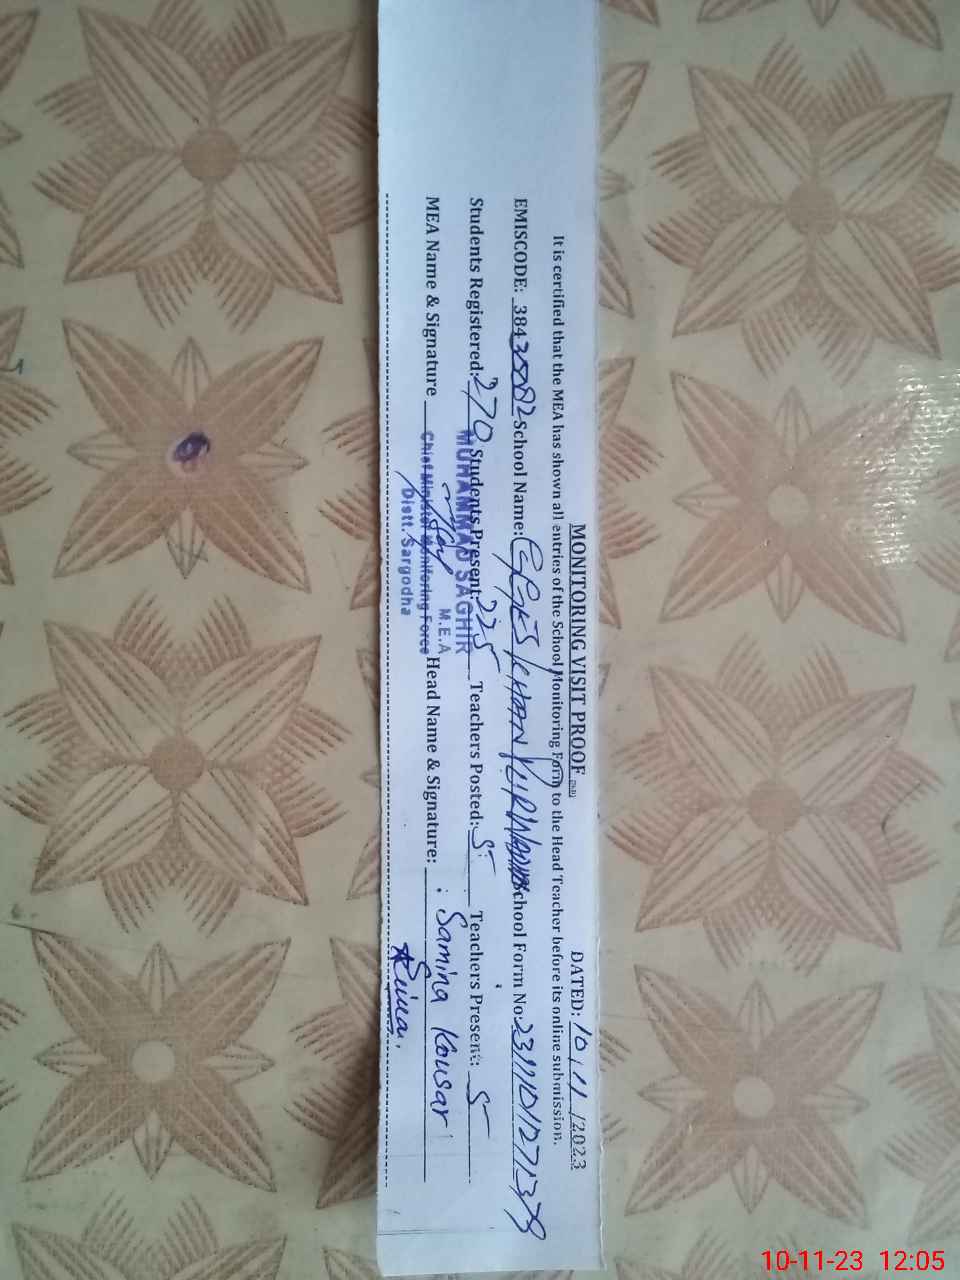 MONITORING VISIT PROOF
DATED: 10/11/2023
It is certified that the MEA has shown all entries of the School Monitoring Form to the Head Teacher before its online submission.
EMISCODE: 384 School Name: KHANPUR School Form No:
Students Registered: 270 Students Present: 225 Teachers Posted: 5 Teachers Present: 5
MEA Name & Signature Head Name & Signature: Samina Kousar
MUHAMMAD SAGHIR
M.E.A
Chief Minister Monitoring Force
Distt. Sargodha
10-11-23 12:05